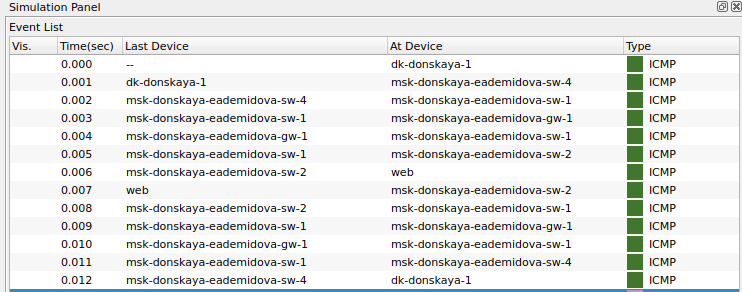 Simulation Panel
Event List
Vis. Time(sec) Last Device At Device Type
0.000 -- dk-donskaya-1 ICMP
0.001 dk-donskaya-1 msk-donskaya-eademidova-sw-4 ICMP
0.002 msk-donskaya-eademidova-sw-4 msk-donskaya-eademidova-sw-1 ICMP
0.003 msk-donskaya-eademidova-sw-1 msk-donskaya-eademidova-gw-1 ICMP
0.004 msk-donskaya-eademidova-gw-1 msk-donskaya-eademidova-sw-1 ICMP
0.005 msk-donskaya-eademidova-sw-1 msk-donskaya-eademidova-sw-2 ICMP
0.006 msk-donskaya-eademidova-sw-2 web ICMP
0.007 web msk-donskaya-eademidova-sw-2 ICMP
0.008 msk-donskaya-eademidova-sw-2 msk-donskaya-eademidova-sw-1 ICMP
0.009 msk-donskaya-eademidova-sw-1 msk-donskaya-eademidova-gw-1 ICMP
0.010 msk-donskaya-eademidova-gw-1 msk-donskaya-eademidova-sw-1 ICMP
0.011 msk-donskaya-eademidova-sw-1 msk-donskaya-eademidova-sw-4 ICMP
0.012 msk-donskaya-eademidova-sw-4 dk-donskaya-1 ICMP